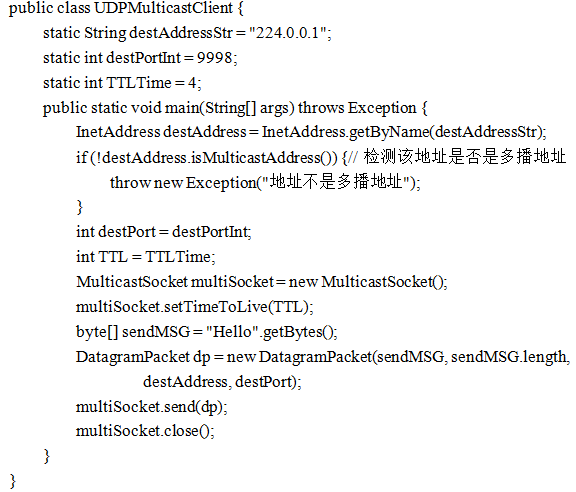 public class UDPMulticastClient {
static String destAddressStr = "224.0.0.1";
static int destPortInt = 9998;
static int TTLTime = 4;
public static void main(String[] args) throws Exception {
InetAddress destAddress = InetAddress.getByName(destAddressStr);
if (!destAddress.isMulticastAddress()) {// 检测该地址是否是多播地址
throw new Exception("地址不是多播地址");
}
int destPort = destPortInt;
int TTL = TTLTime;
MulticastSocket multiSocket = new MulticastSocket();
multiSocket.setTimeToLive(TTL);
byte[] sendMSG = "Hello".getBytes();
DatagramPacket dp = new DatagramPacket(sendMSG, sendMSG.length,
destAddress, destPort);
multiSocket.send(dp);
multiSocket.close();
}
}